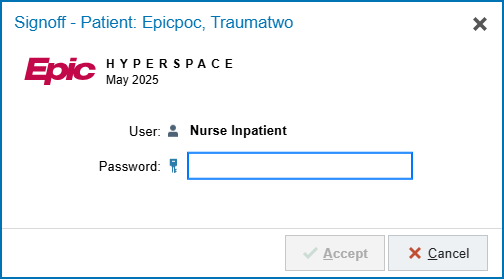 Signoff - Patient: Epicpoc, Traumatwo
Epic HYPERSPACE
May 2025
User: Nurse Inpatient
Password:
Accept Cancel